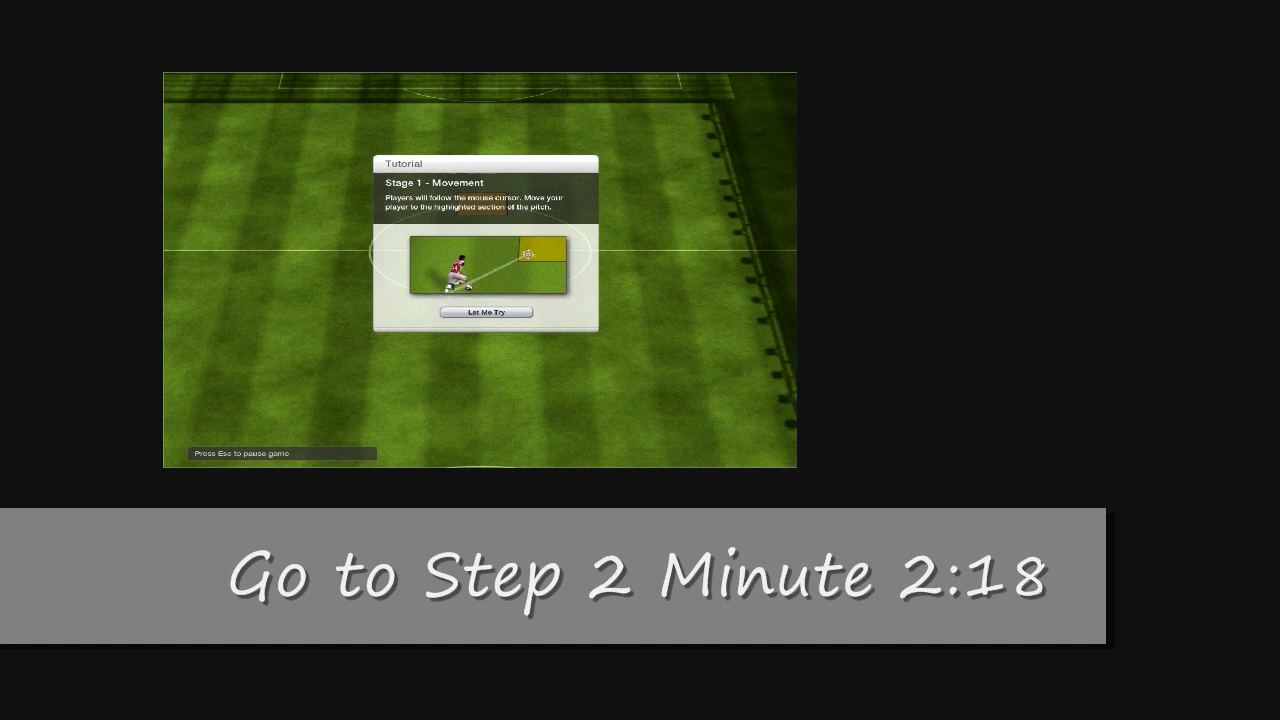 Tutorial
Stage 1 - Movement
Players will follow the mouse cursor. Move your
player to the highlighted section of the pitch.
Let Me Try
Press Esc to pause game
Go to Step 2 Minute 2:18